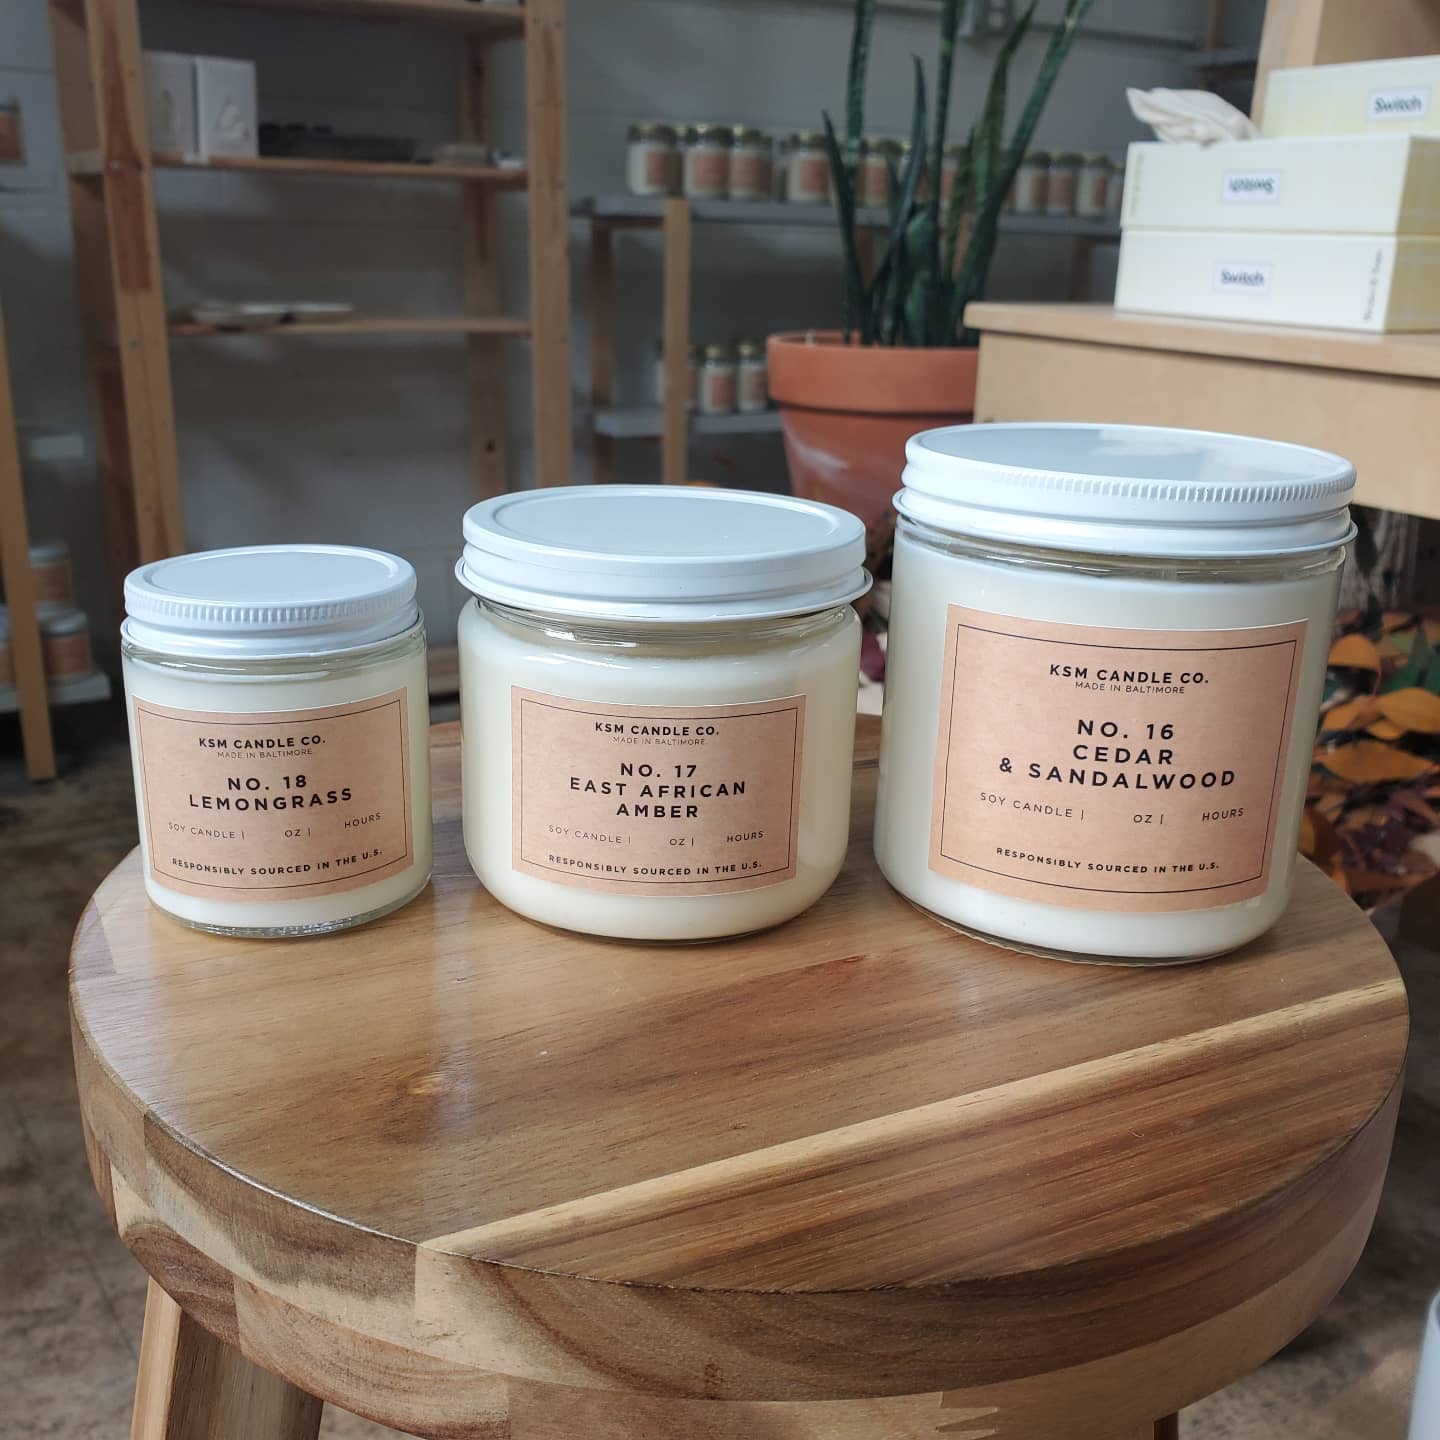 Switch
Switch
Switch
KSM CANDLE CO.
MADE IN BALTIMORE
NO. 18
LEMONGRASS
SOY CANDLE | OZ | HOURS
RESPONSIBLY SOURCED IN THE U.S.
KSM CANDLE CO.
MADE IN BALTIMORE
NO. 17
EAST AFRICAN
AMBER
SOY CANDLE | OZ | HOURS
RESPONSIBLY SOURCED IN THE U.S.
KSM CANDLE CO.
MADE IN BALTIMORE
NO. 16
CEDAR
& SANDALWOOD
SOY CANDLE | OZ | HOURS
RESPONSIBLY SOURCED IN THE U.S.